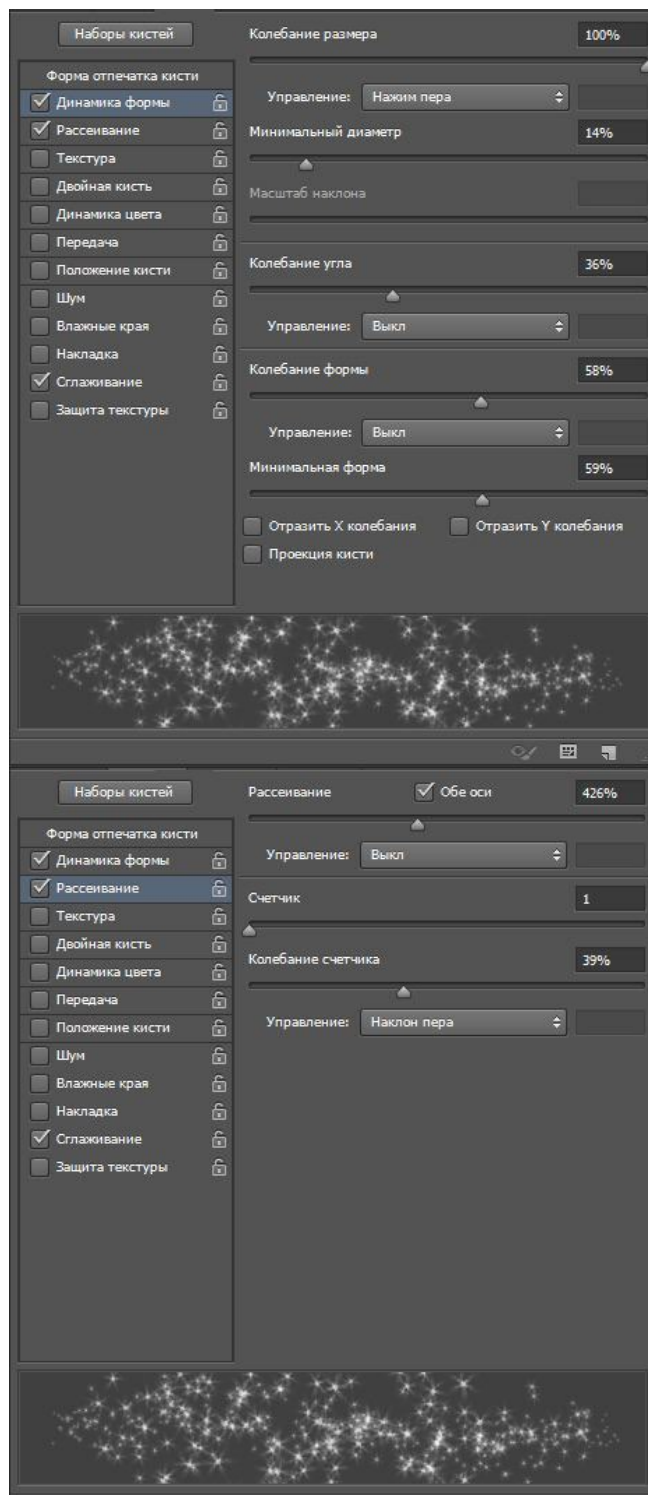 Наборы кистей
Форма отпечатка кисти
Динамика формы
Рассеивание
Текстура
Двойная кисть
Динамика цвета
Передача
Положение кисти
Шум
Влажные края
Накладка
Сглаживание
Защита текстуры
Колебание размера 100%
Управление: Нажим пера
Минимальный диаметр 14%
Масштаб наклона
Колебание угла 36%
Управление: Выкл
Колебание формы 58%
Управление: Выкл
Минимальная форма 59%
Отразить X колебания Отразить Y колебания
Проекция кисти
Наборы кистей
Форма отпечатка кисти
Динамика формы
Рассеивание
Текстура
Двойная кисть
Динамика цвета
Передача
Положение кисти
Шум
Влажные края
Накладка
Сглаживание
Защита текстуры
Рассеивание Обе оси 426%
Управление: Выкл
Счетчик 1
Колебание счетчика 39%
Управление: Наклон пера